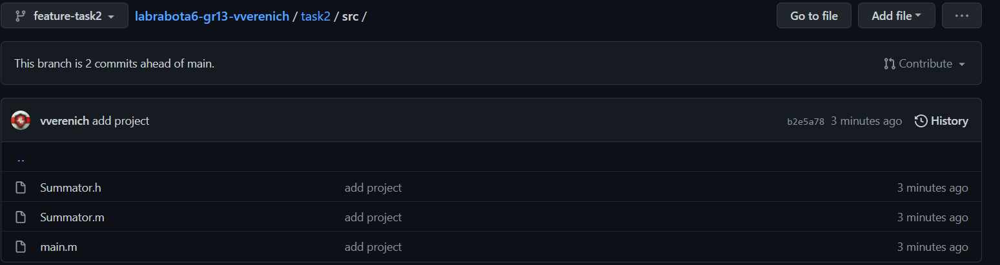 feature-task2 labrabota6-gr13-vverenich / task2 / src / Go to file Add file ...
This branch is 2 commits ahead of main. Contribute
vverenich add project b2e5a78 3 minutes ago History
..
Summator.h add project 3 minutes ago
Summator.m add project 3 minutes ago
main.m add project 3 minutes ago